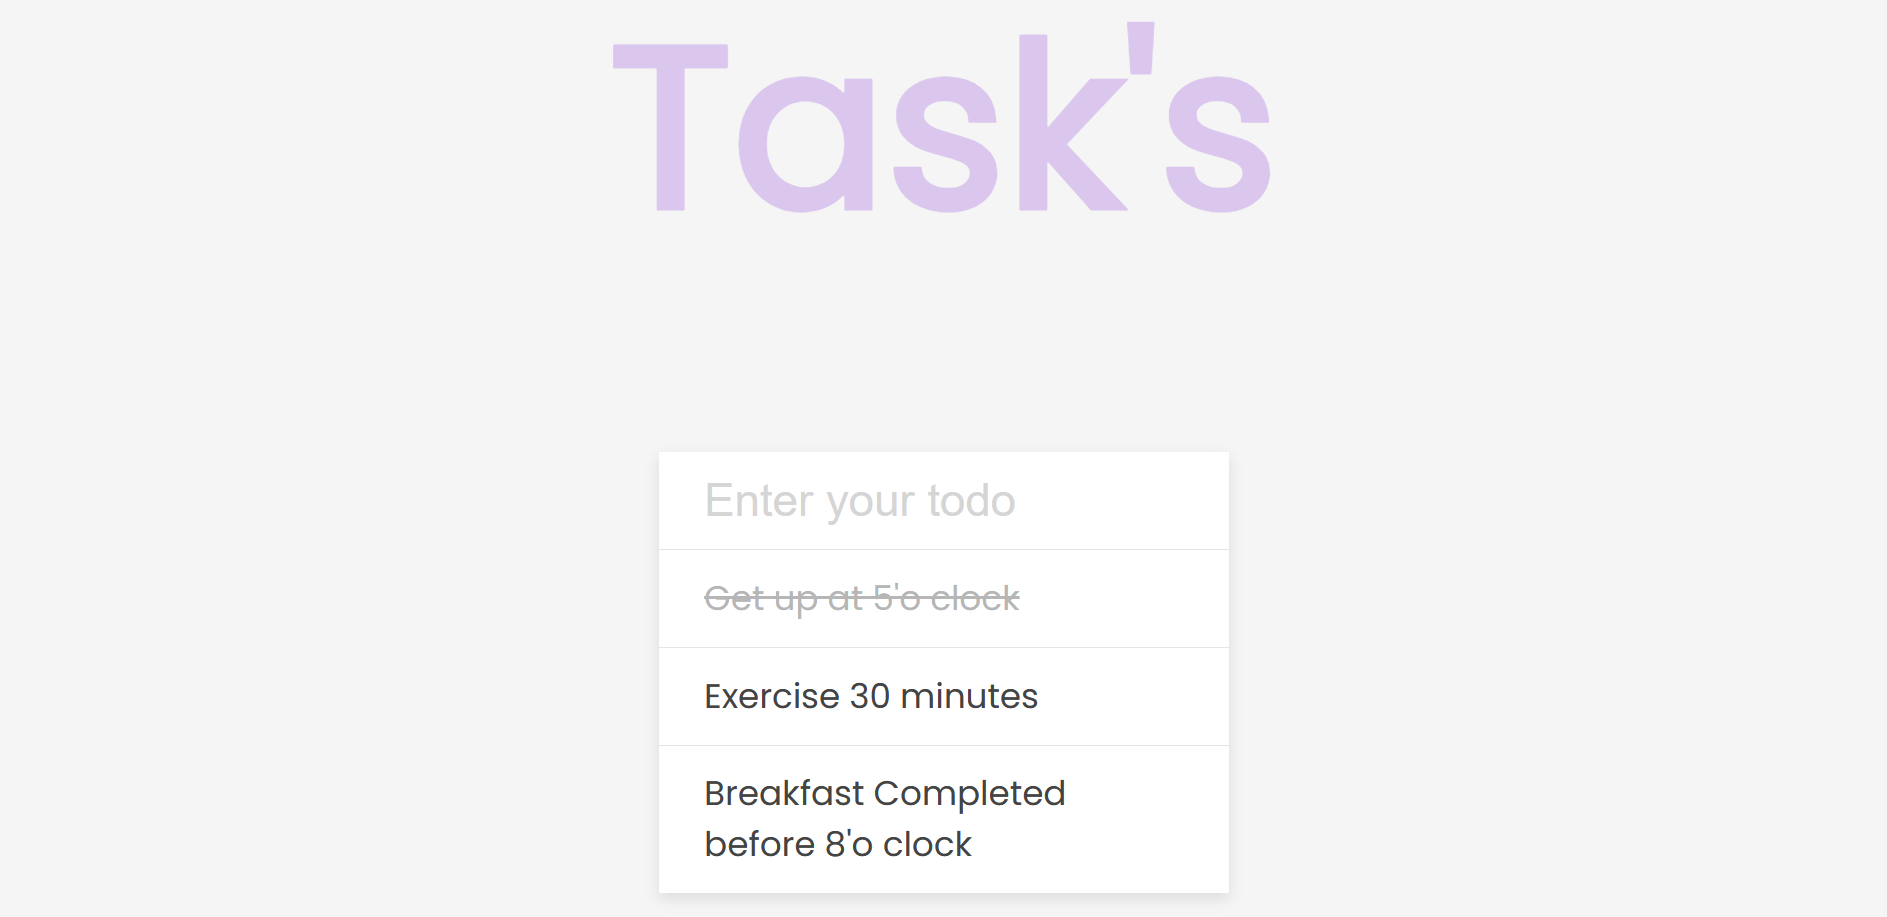 Task's
Enter your todo
Get up at 5'o clock
Exercise 30 minutes
Breakfast Completed
before 8'o clock